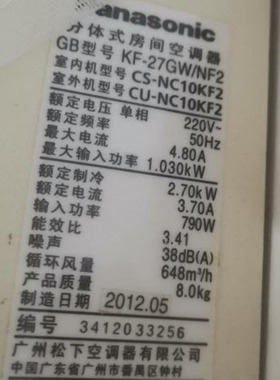 Panasonic
分体式房间空调器
GB型号 KF-27GW/NF2
室内机型号 CS-NC10KF2
室外机型号 CU-NC10KF2
额定电压 单相 220V~
额定频率 50Hz
最大电流 4.80A
最大输入功率 1.030kW
额定制冷 2.70kW
额定电流 3.70A
输入功率 790W
能效比 3.41
噪声 38dB(A)
循环风量 648m³/h
产品质量 8.0kg
制造日期 2012.05
编号 3412033256
广州松下空调器有限公司
中国广东省广州市番禺区钟村